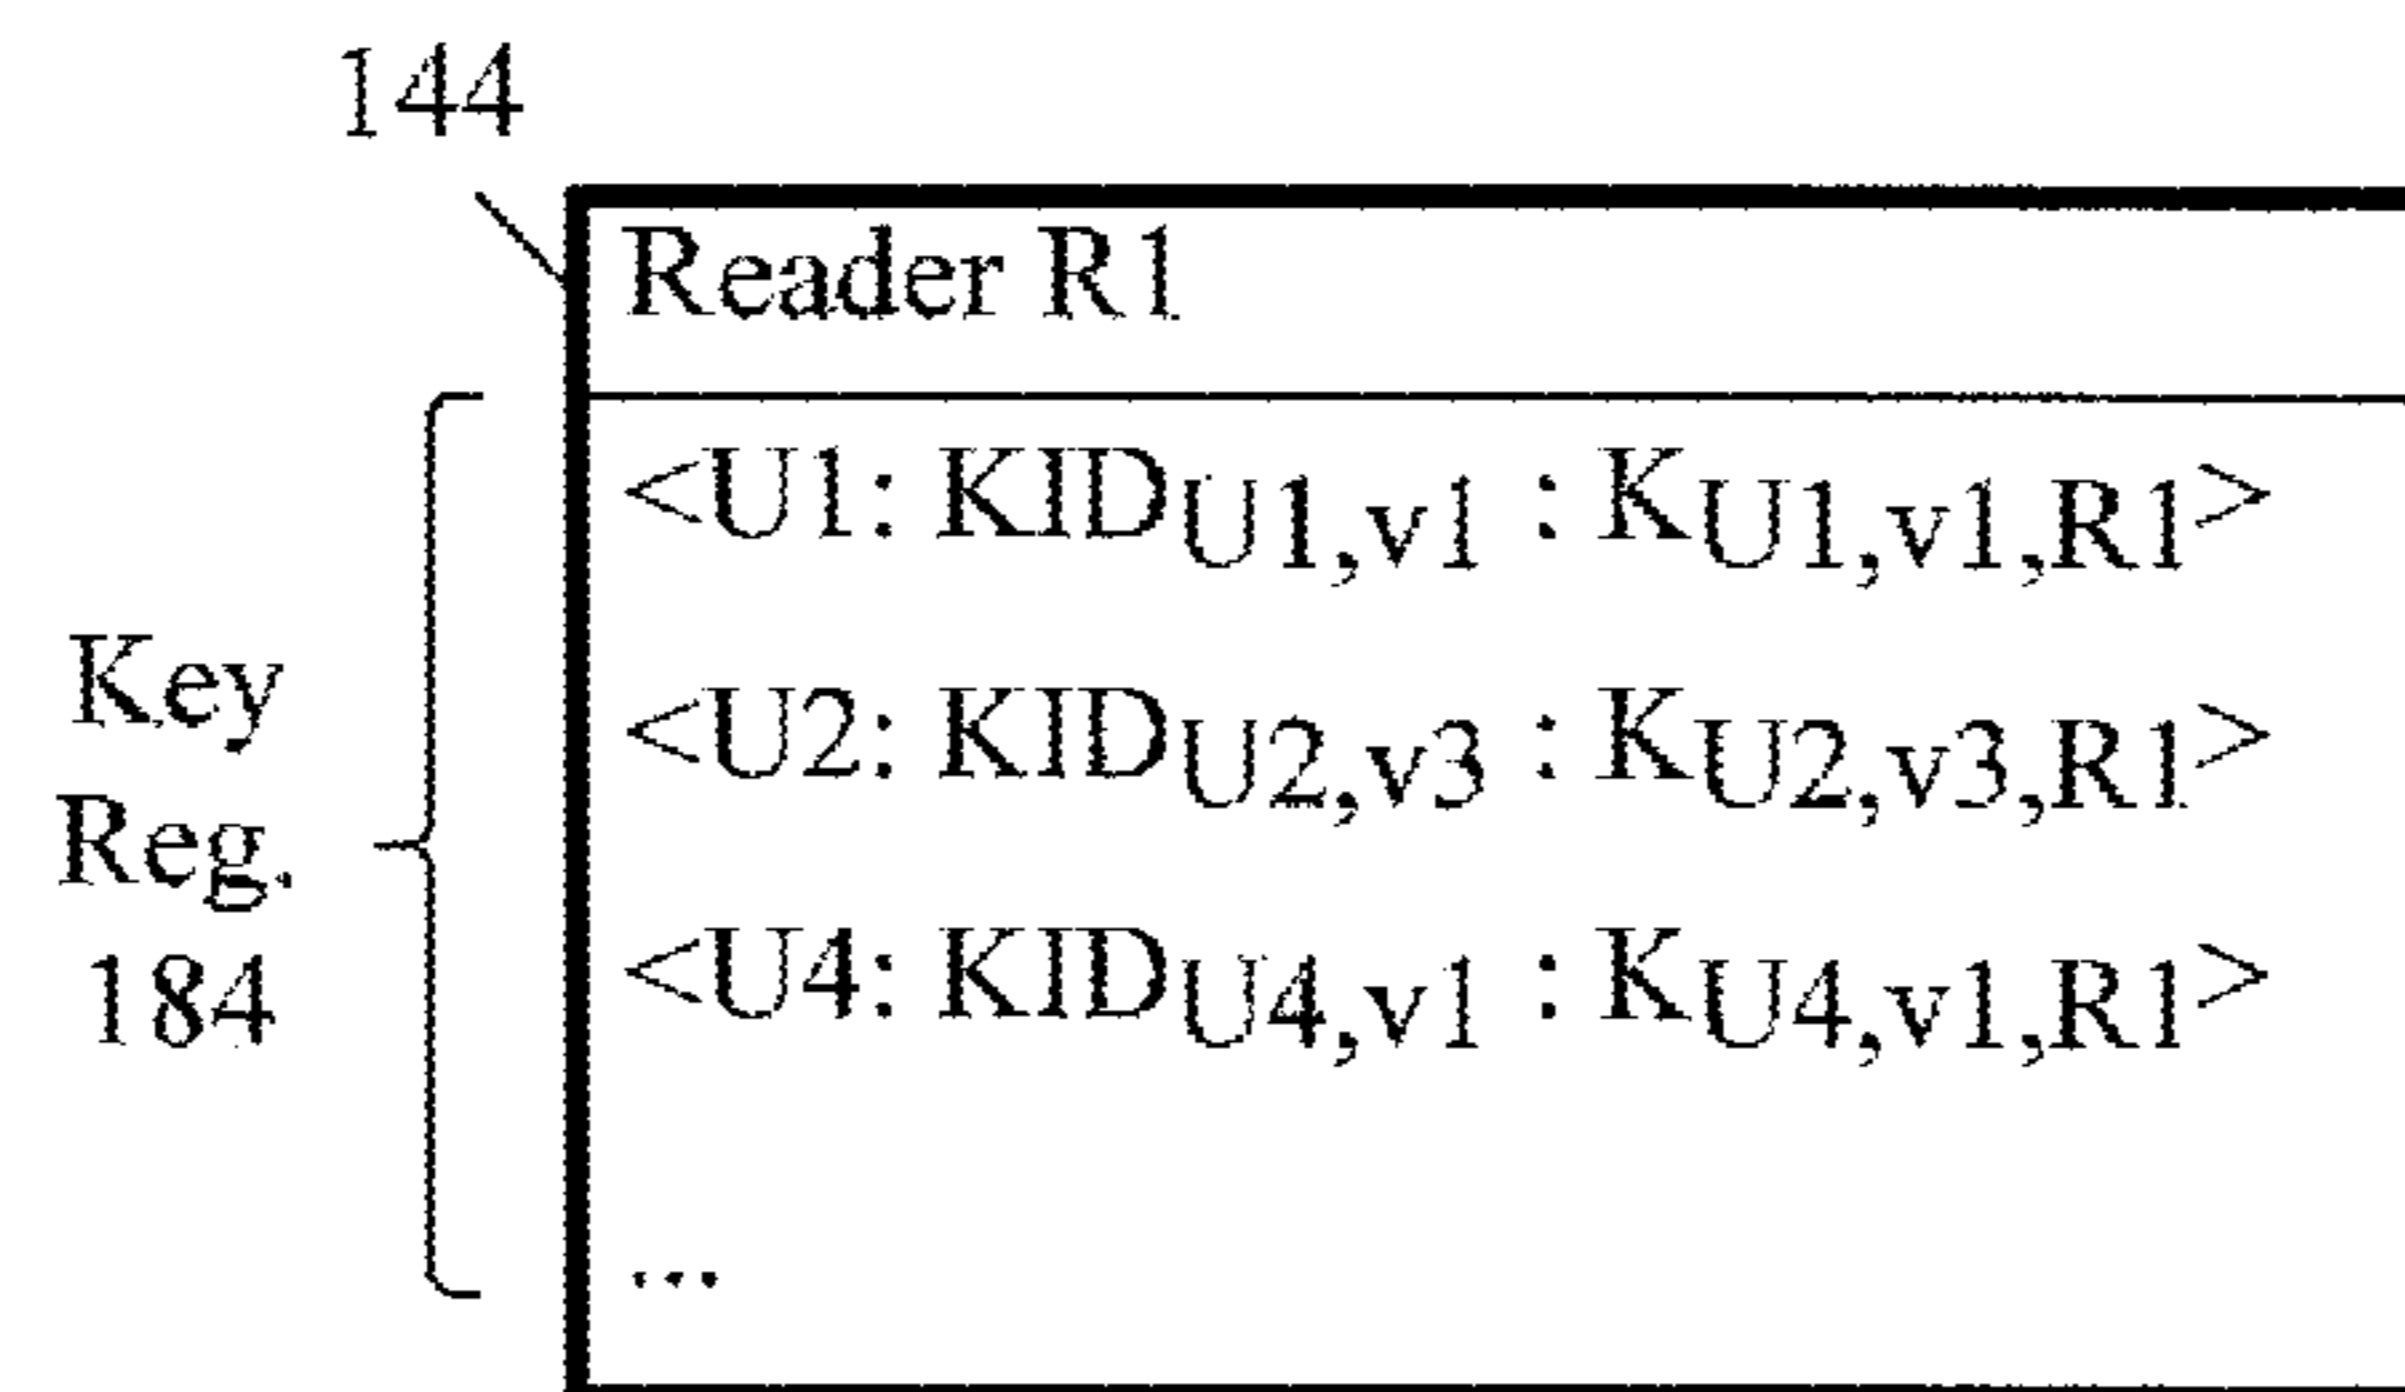 144
Reader R1
<U1: KIDU1,v1 : KU1,v1,R1>
<U2: KIDU2,v3 : KU2,v3,R1>
<U4: KIDU4,v1 : KU4,v1,R1>
...
Key
Reg.
184